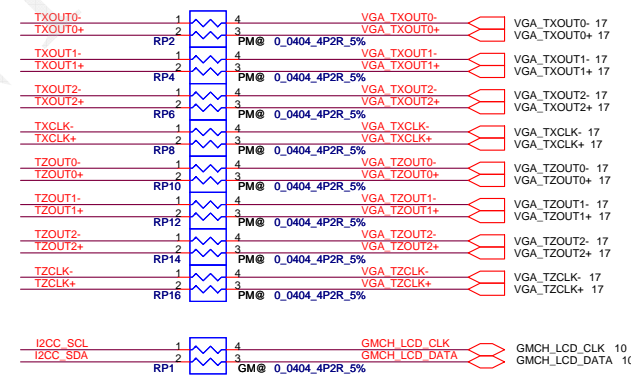 TXOUT0- 1 4 VGA_TXOUT0- VGA_TXOUT0- 17
TXOUT0+ 2 3 VGA_TXOUT0+ VGA_TXOUT0+ 17
RP2 PM@ 0_0404_4P2R_5%
TXOUT1- 1 4 VGA_TXOUT1- VGA_TXOUT1- 17
TXOUT1+ 2 3 VGA_TXOUT1+ VGA_TXOUT1+ 17
RP4 PM@ 0_0404_4P2R_5%
TXOUT2- 1 4 VGA_TXOUT2- VGA_TXOUT2- 17
TXOUT2+ 2 3 VGA_TXOUT2+ VGA_TXOUT2+ 17
RP6 PM@ 0_0404_4P2R_5%
TXCLK- 1 4 VGA_TXCLK- VGA_TXCLK- 17
TXCLK+ 2 3 VGA_TXCLK+ VGA_TXCLK+ 17
RP8 PM@ 0_0404_4P2R_5%
TZOUT0- 1 4 VGA_TZOUT0- VGA_TZOUT0- 17
TZOUT0+ 2 3 VGA_TZOUT0+ VGA_TZOUT0+ 17
RP10 PM@ 0_0404_4P2R_5%
TZOUT1- 1 4 VGA_TZOUT1- VGA_TZOUT1- 17
TZOUT1+ 2 3 VGA_TZOUT1+ VGA_TZOUT1+ 17
RP12 PM@ 0_0404_4P2R_5%
TZOUT2- 1 4 VGA_TZOUT2- VGA_TZOUT2- 17
TZOUT2+ 2 3 VGA_TZOUT2+ VGA_TZOUT2+ 17
RP14 PM@ 0_0404_4P2R_5%
TZCLK- 1 4 VGA_TZCLK- VGA_TZCLK- 17
TZCLK+ 2 3 VGA_TZCLK+ VGA_TZCLK+ 17
RP16 PM@ 0_0404_4P2R_5%
I2CC_SCL 1 4 GMCH_LCD_CLK GMCH_LCD_CLK 10
I2CC_SDA 2 3 GMCH_LCD_DATA GMCH_LCD_DATA 10
RP1 GM@ 0_0404_4P2R_5%